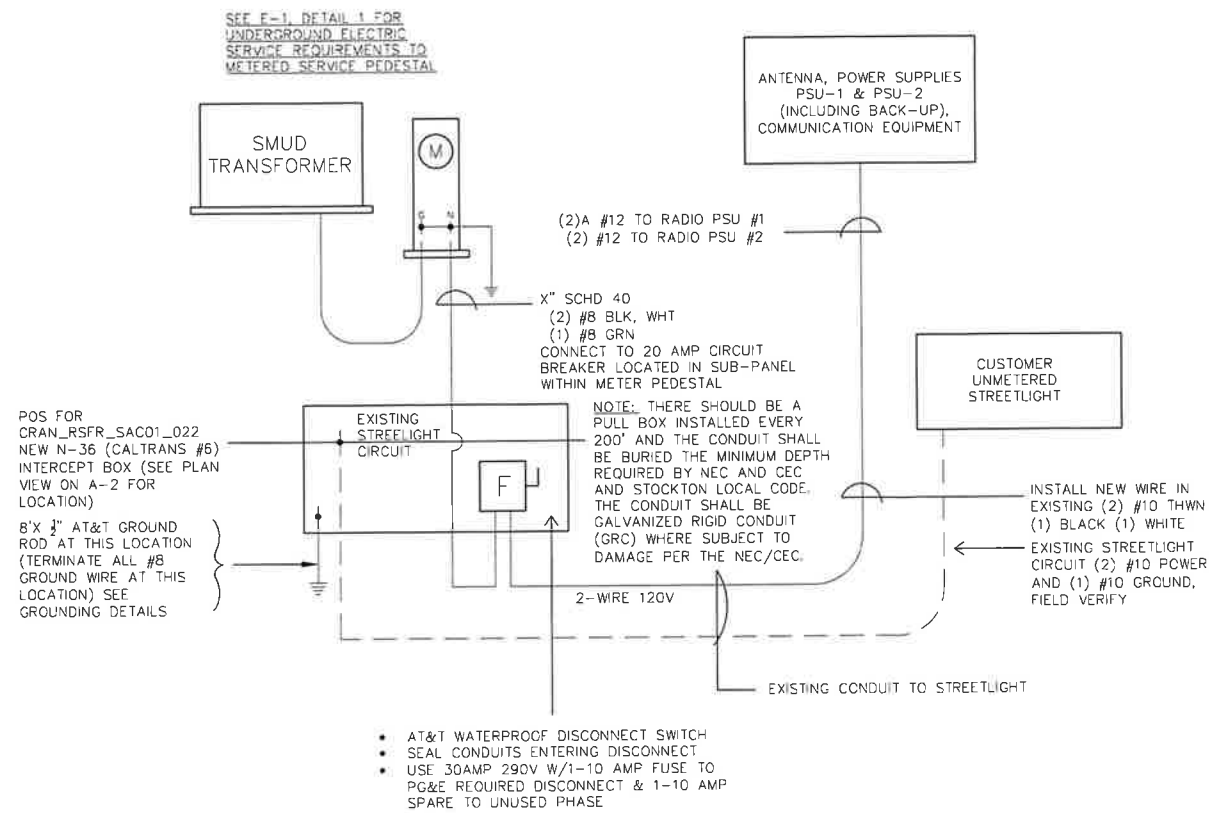 SEE E-1, DETAIL 1 FOR
UNDERGROUND ELECTRIC
SERVICE REQUIREMENTS TO
METERED SERVICE PEDESTAL
SMUD
TRANSFORMER
M
G N
ANTENNA, POWER SUPPLIES
PSU-1 & PSU-2
(INCLUDING BACK-UP),
COMMUNICATION EQUIPMENT
(2)A #12 TO RADIO PSU #1
(2) #12 TO RADIO PSU #2
X" SCHD 40
(2) #8 BLK, WHT
(1) #8 GRN
CONNECT TO 20 AMP CIRCUIT
BREAKER LOCATED IN SUB-PANEL
WITHIN METER PEDESTAL
CUSTOMER
UNMETERED
STREETLIGHT
POS FOR
CRAN_RSFR_SAC01_022
NEW N-36 (CALTRANS #6)
INTERCEPT BOX (SEE PLAN
VIEW ON A-2 FOR
LOCATION)
EXISTING
STREELIGHT
CIRCUIT
F
NOTE: THERE SHOULD BE A
PULL BOX INSTALLED EVERY
200' AND THE CONDUIT SHALL
BE BURIED THE MINIMUM DEPTH
REQUIRED BY NEC AND CEC
AND STOCKTON LOCAL CODE.
THE CONDUIT SHALL BE
GALVANIZED RIGID CONDUIT
(GRC) WHERE SUBJECT TO
DAMAGE PER THE NEC/CEC.
INSTALL NEW WIRE IN
EXISTING (2) #10 THWN
(1) BLACK (1) WHITE
EXISTING STREETLIGHT
CIRCUIT (2) #10 POWER
AND (1) #10 GROUND,
FIELD VERIFY
8'X ½" AT&T GROUND
ROD AT THIS LOCATION
(TERMINATE ALL #8
GROUND WIRE AT THIS
LOCATION) SEE
GROUNDING DETAILS
2-WIRE 120V
EXISTING CONDUIT TO STREETLIGHT
• AT&T WATERPROOF DISCONNECT SWITCH
• SEAL CONDUITS ENTERING DISCONNECT
• USE 30AMP 290V W/1-10 AMP FUSE TO
PG&E REQUIRED DISCONNECT & 1-10 AMP
SPARE TO UNUSED PHASE